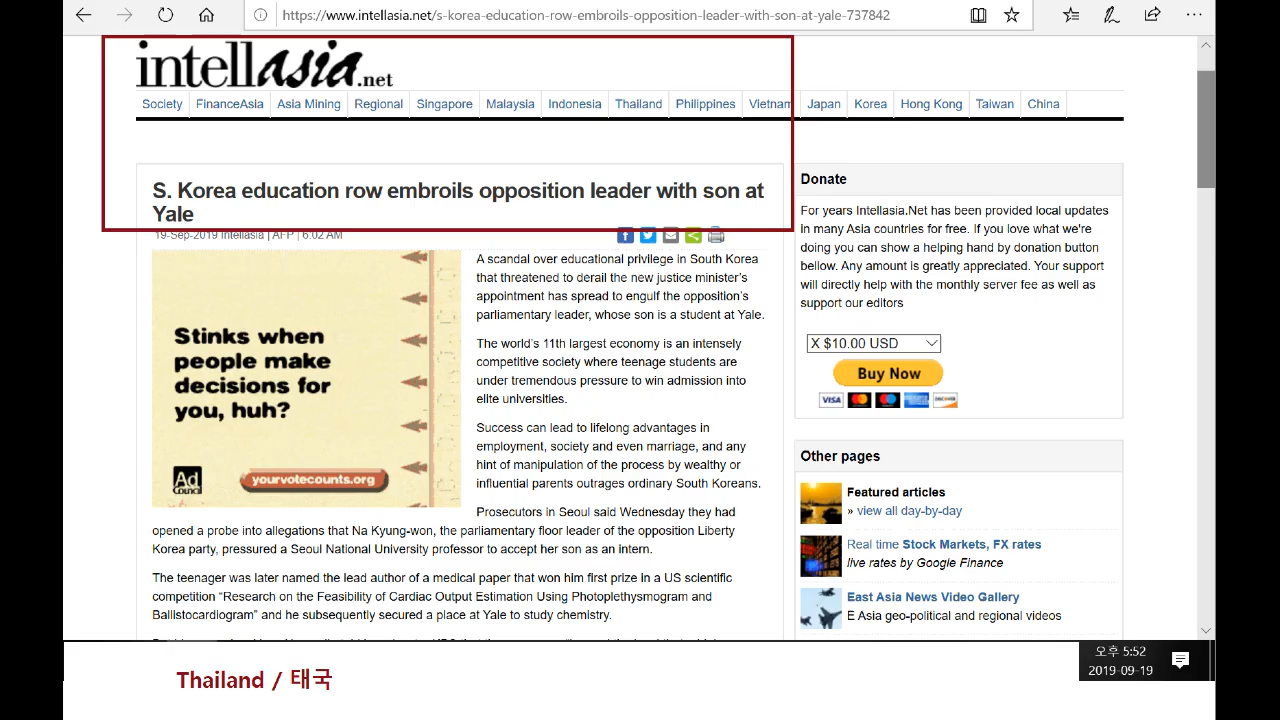 https://www.intellasia.net/s-korea-education-row-embroils-opposition-leader-with-son-at-yale-737842
intellasia.net
Society FinanceAsia Asia Mining Regional Singapore Malaysia Indonesia Thailand Philippines Vietnam Japan Korea Hong Kong Taiwan China
S. Korea education row embroils opposition leader with son at
Yale
19-Sep-2019 Intellasia | AFP | 6:02 AM
Stinks when
people make
decisions for
you, huh?
Ad
Council
yourvotecounts.org
A scandal over educational privilege in South Korea
that threatened to derail the new justice minister's
appointment has spread to engulf the opposition's
parliamentary leader, whose son is a student at Yale.
The world's 11th largest economy is an intensely
competitive society where teenage students are
under tremendous pressure to win admission into
elite universities.
Success can lead to lifelong advantages in
employment, society and even marriage, and any
hint of manipulation of the process by wealthy or
influential parents outrages ordinary South Koreans.
Prosecutors in Seoul said Wednesday they had
opened a probe into allegations that Na Kyung-won, the parliamentary floor leader of the opposition Liberty
Korea party, pressured a Seoul National University professor to accept her son as an intern.
The teenager was later named the lead author of a medical paper that won him first prize in a US scientific
competition “Research on the Feasibility of Cardiac Output Estimation Using Photoplethysmogram and
Ballistocardiogram” and he subsequently secured a place at Yale to study chemistry.
Donate
For years Intellasia.Net has been provided local updates
in many Asia countries for free. If you love what we're
doing you can show a helping hand by donation button
bellow. Any amount is greatly appreciated. Your support
will directly help with the monthly server fee as well as
support our editors
X $10.00 USD
Buy Now
VISA
DISCOVER
Other pages
Featured articles
» view all day-by-day
Real time Stock Markets, FX rates
live rates by Google Finance
East Asia News Video Gallery
E Asia geo-political and regional videos
오후 5:52
2019-09-19
Thailand / 태국